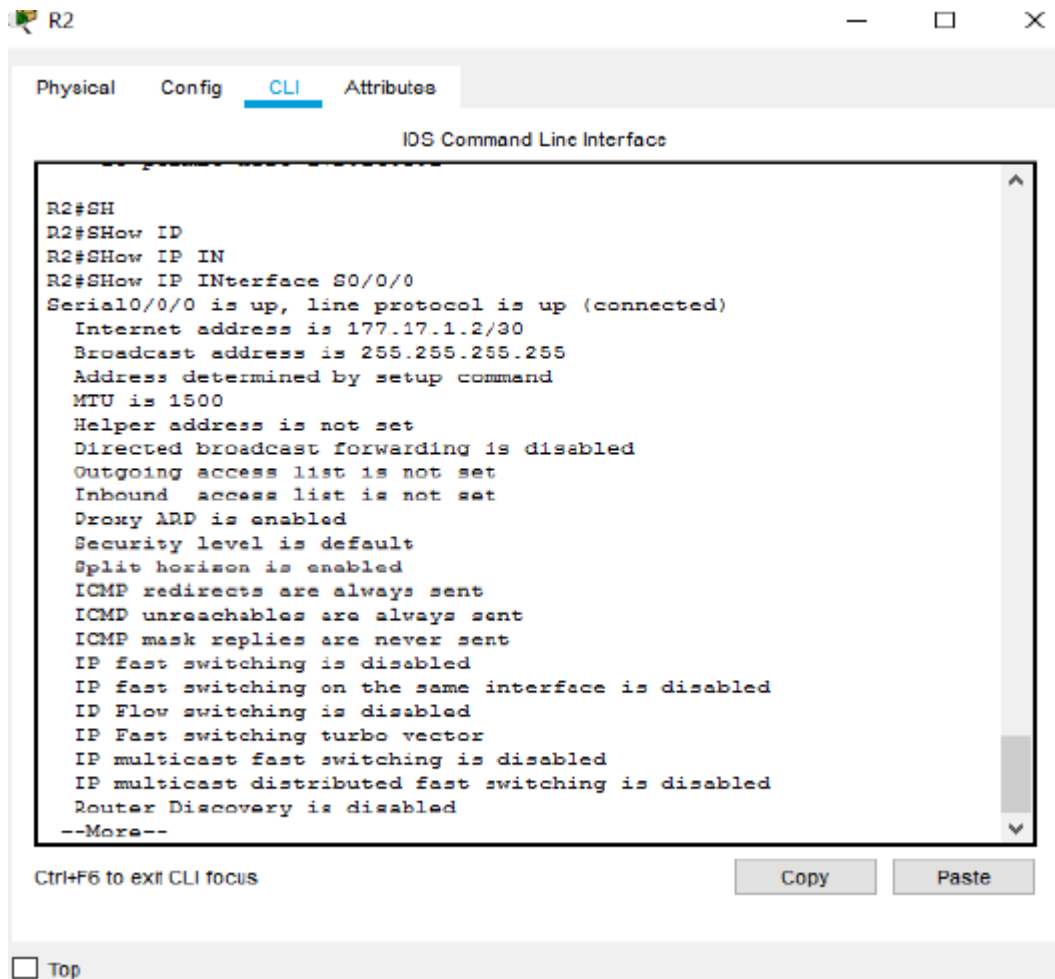 R2
Physical Config CLI Attributes
IOS Command Line Interface
R2#SH
R2#SHow IP
R2#SHow IP IN
R2#SHow IP INterface S0/0/0
Serial0/0/0 is up, line protocol is up (connected)
Internet address is 177.17.1.2/30
Broadcast address is 255.255.255.255
Address determined by setup command
MTU is 1500
Helper address is not set
Directed broadcast forwarding is disabled
Outgoing access list is not set
Inbound access list is not set
Proxy ARP is enabled
Security level is default
Split horizon is enabled
ICMP redirects are always sent
ICMP unreachables are always sent
ICMP mask replies are never sent
IP fast switching is disabled
IP fast switching on the same interface is disabled
IP Flow switching is disabled
IP Fast switching turbo vector
IP multicast fast switching is disabled
IP multicast distributed fast switching is disabled
Router Discovery is disabled
--More--
Ctrl+F6 to exit CLI focus
Copy Paste
Top